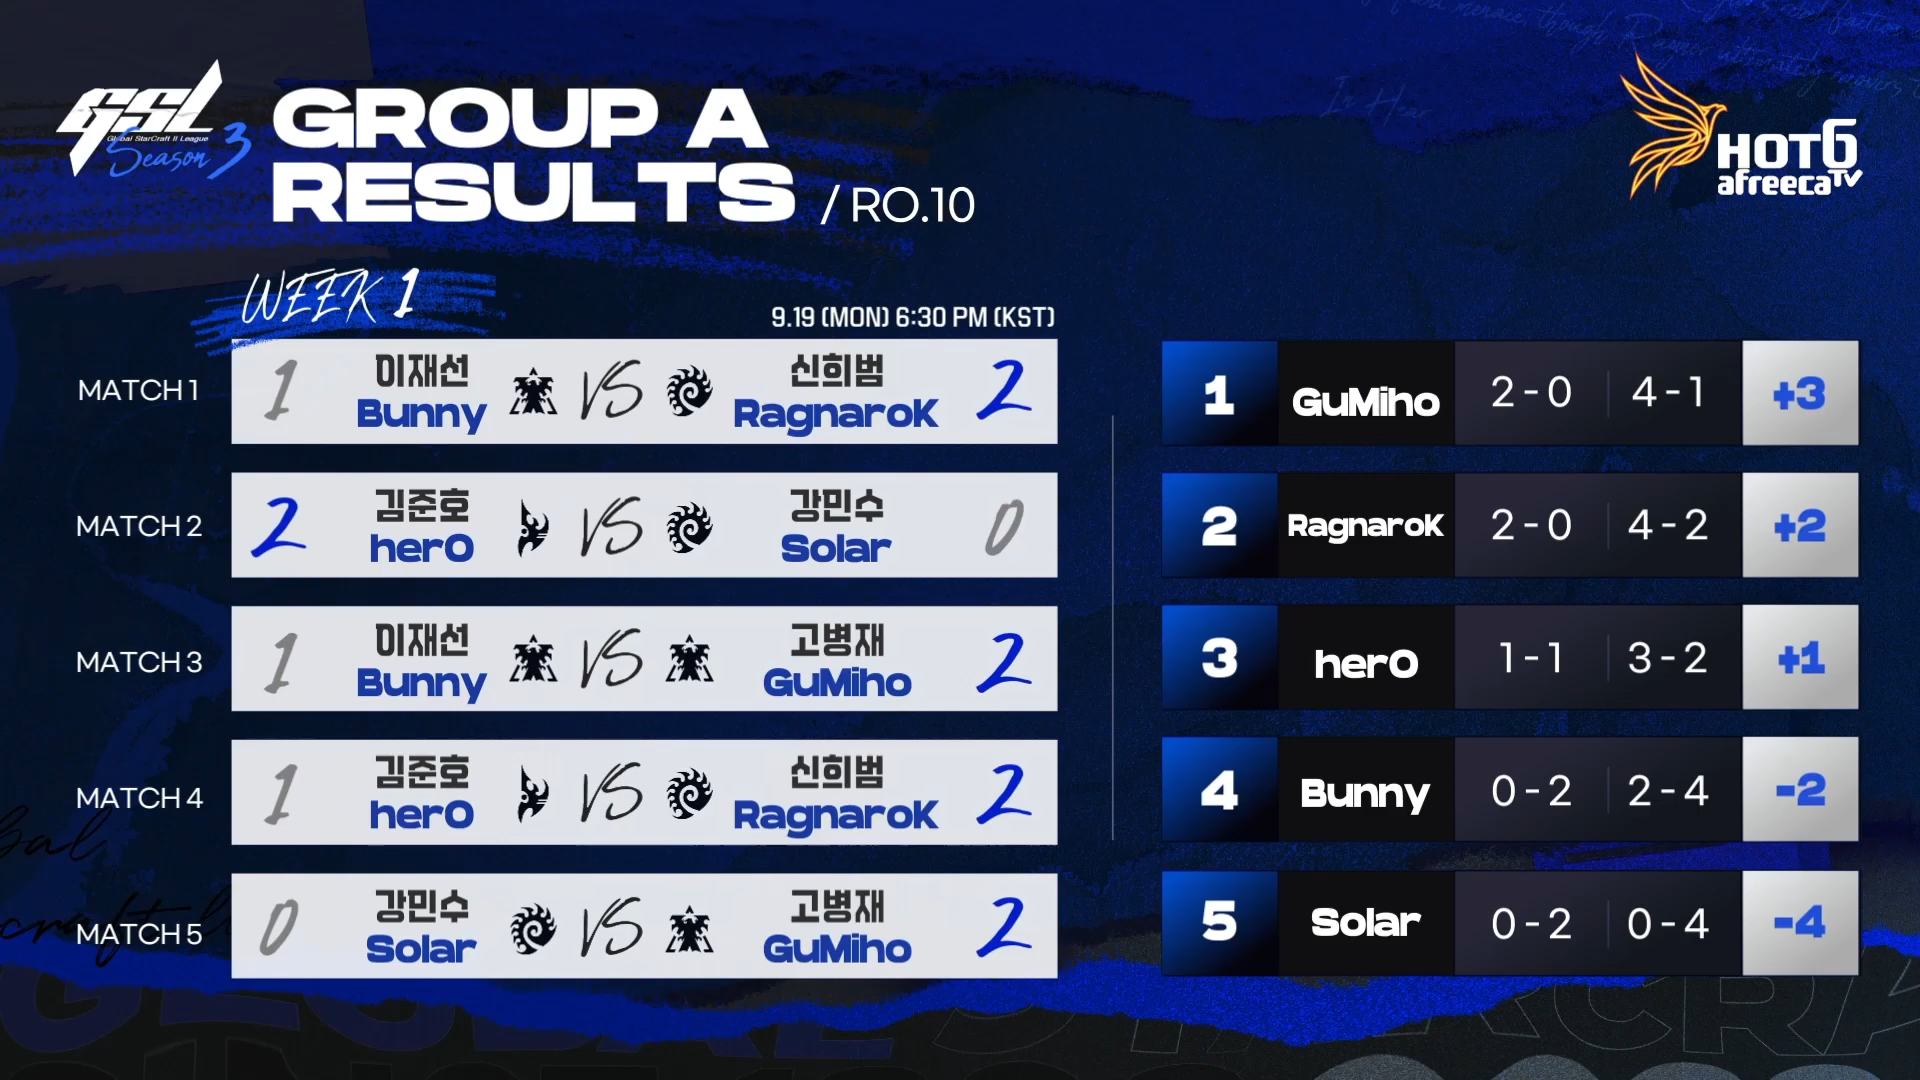 GSL
Global StarCraft II League
Season 3
GROUP A
RESULTS / RO.10
HOT6
afreecaTV
WEEK 1
9.19 (MON) 6:30 PM (KST)
MATCH 1
1 이재선 VS 신희범 2
Bunny RagnaroK
MATCH 2
2 김준호 VS 강민수 0
herO Solar
MATCH 3
1 이재선 VS 고병재 2
Bunny GuMiho
MATCH 4
1 김준호 VS 신희범 2
herO RagnaroK
MATCH 5
0 강민수 VS 고병재 2
Solar GuMiho
1 GuMiho 2-0 4-1 +3
2 RagnaroK 2-0 4-2 +2
3 herO 1-1 3-2 +1
4 Bunny 0-2 2-4 -2
5 Solar 0-2 0-4 -4